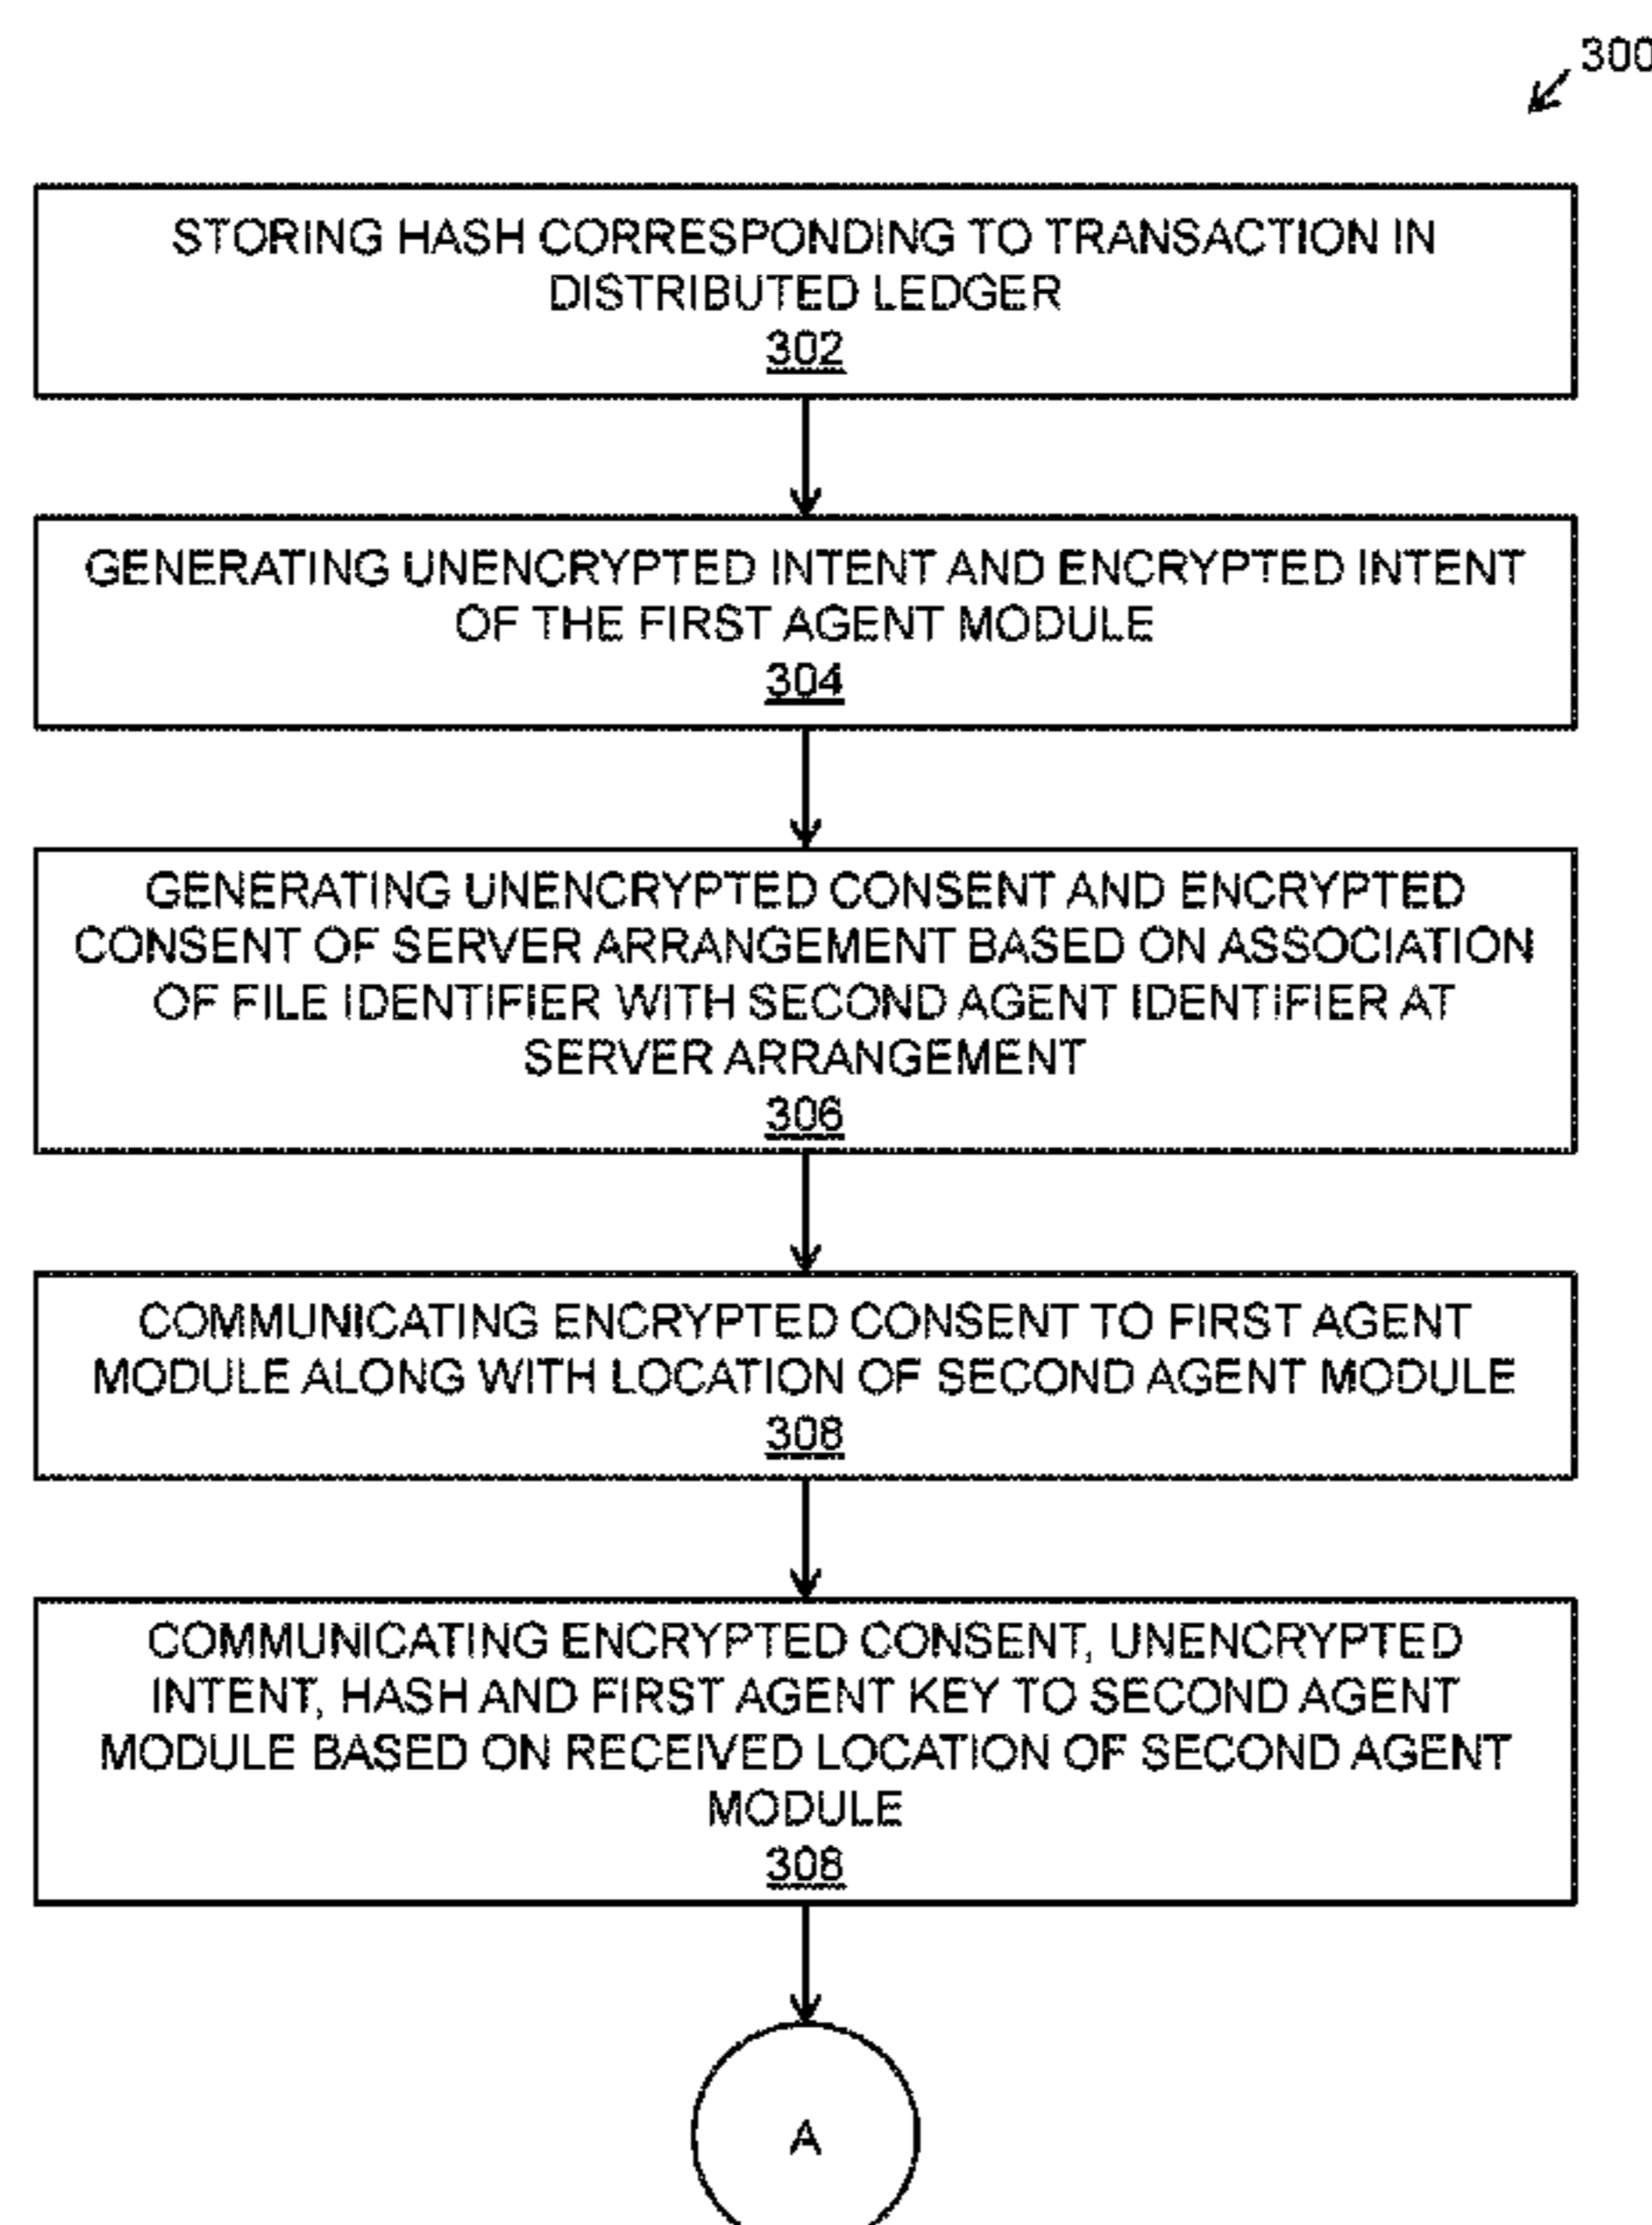 300
STORING HASH CORRESPONDING TO TRANSACTION IN
DISTRIBUTED LEDGER
302
GENERATING UNENCRYPTED INTENT AND ENCRYPTED INTENT
OF THE FIRST AGENT MODULE
304
GENERATING UNENCRYPTED CONSENT AND ENCRYPTED
CONSENT OF SERVER ARRANGEMENT BASED ON ASSOCIATION
OF FILE IDENTIFIER WITH SECOND AGENT IDENTIFIER AT
SERVER ARRANGEMENT
306
COMMUNICATING ENCRYPTED CONSENT TO FIRST AGENT
MODULE ALONG WITH LOCATION OF SECOND AGENT MODULE
308
COMMUNICATING ENCRYPTED CONSENT, UNENCRYPTED
INTENT, HASH AND FIRST AGENT KEY TO SECOND AGENT
MODULE BASED ON RECEIVED LOCATION OF SECOND AGENT
MODULE
308
A